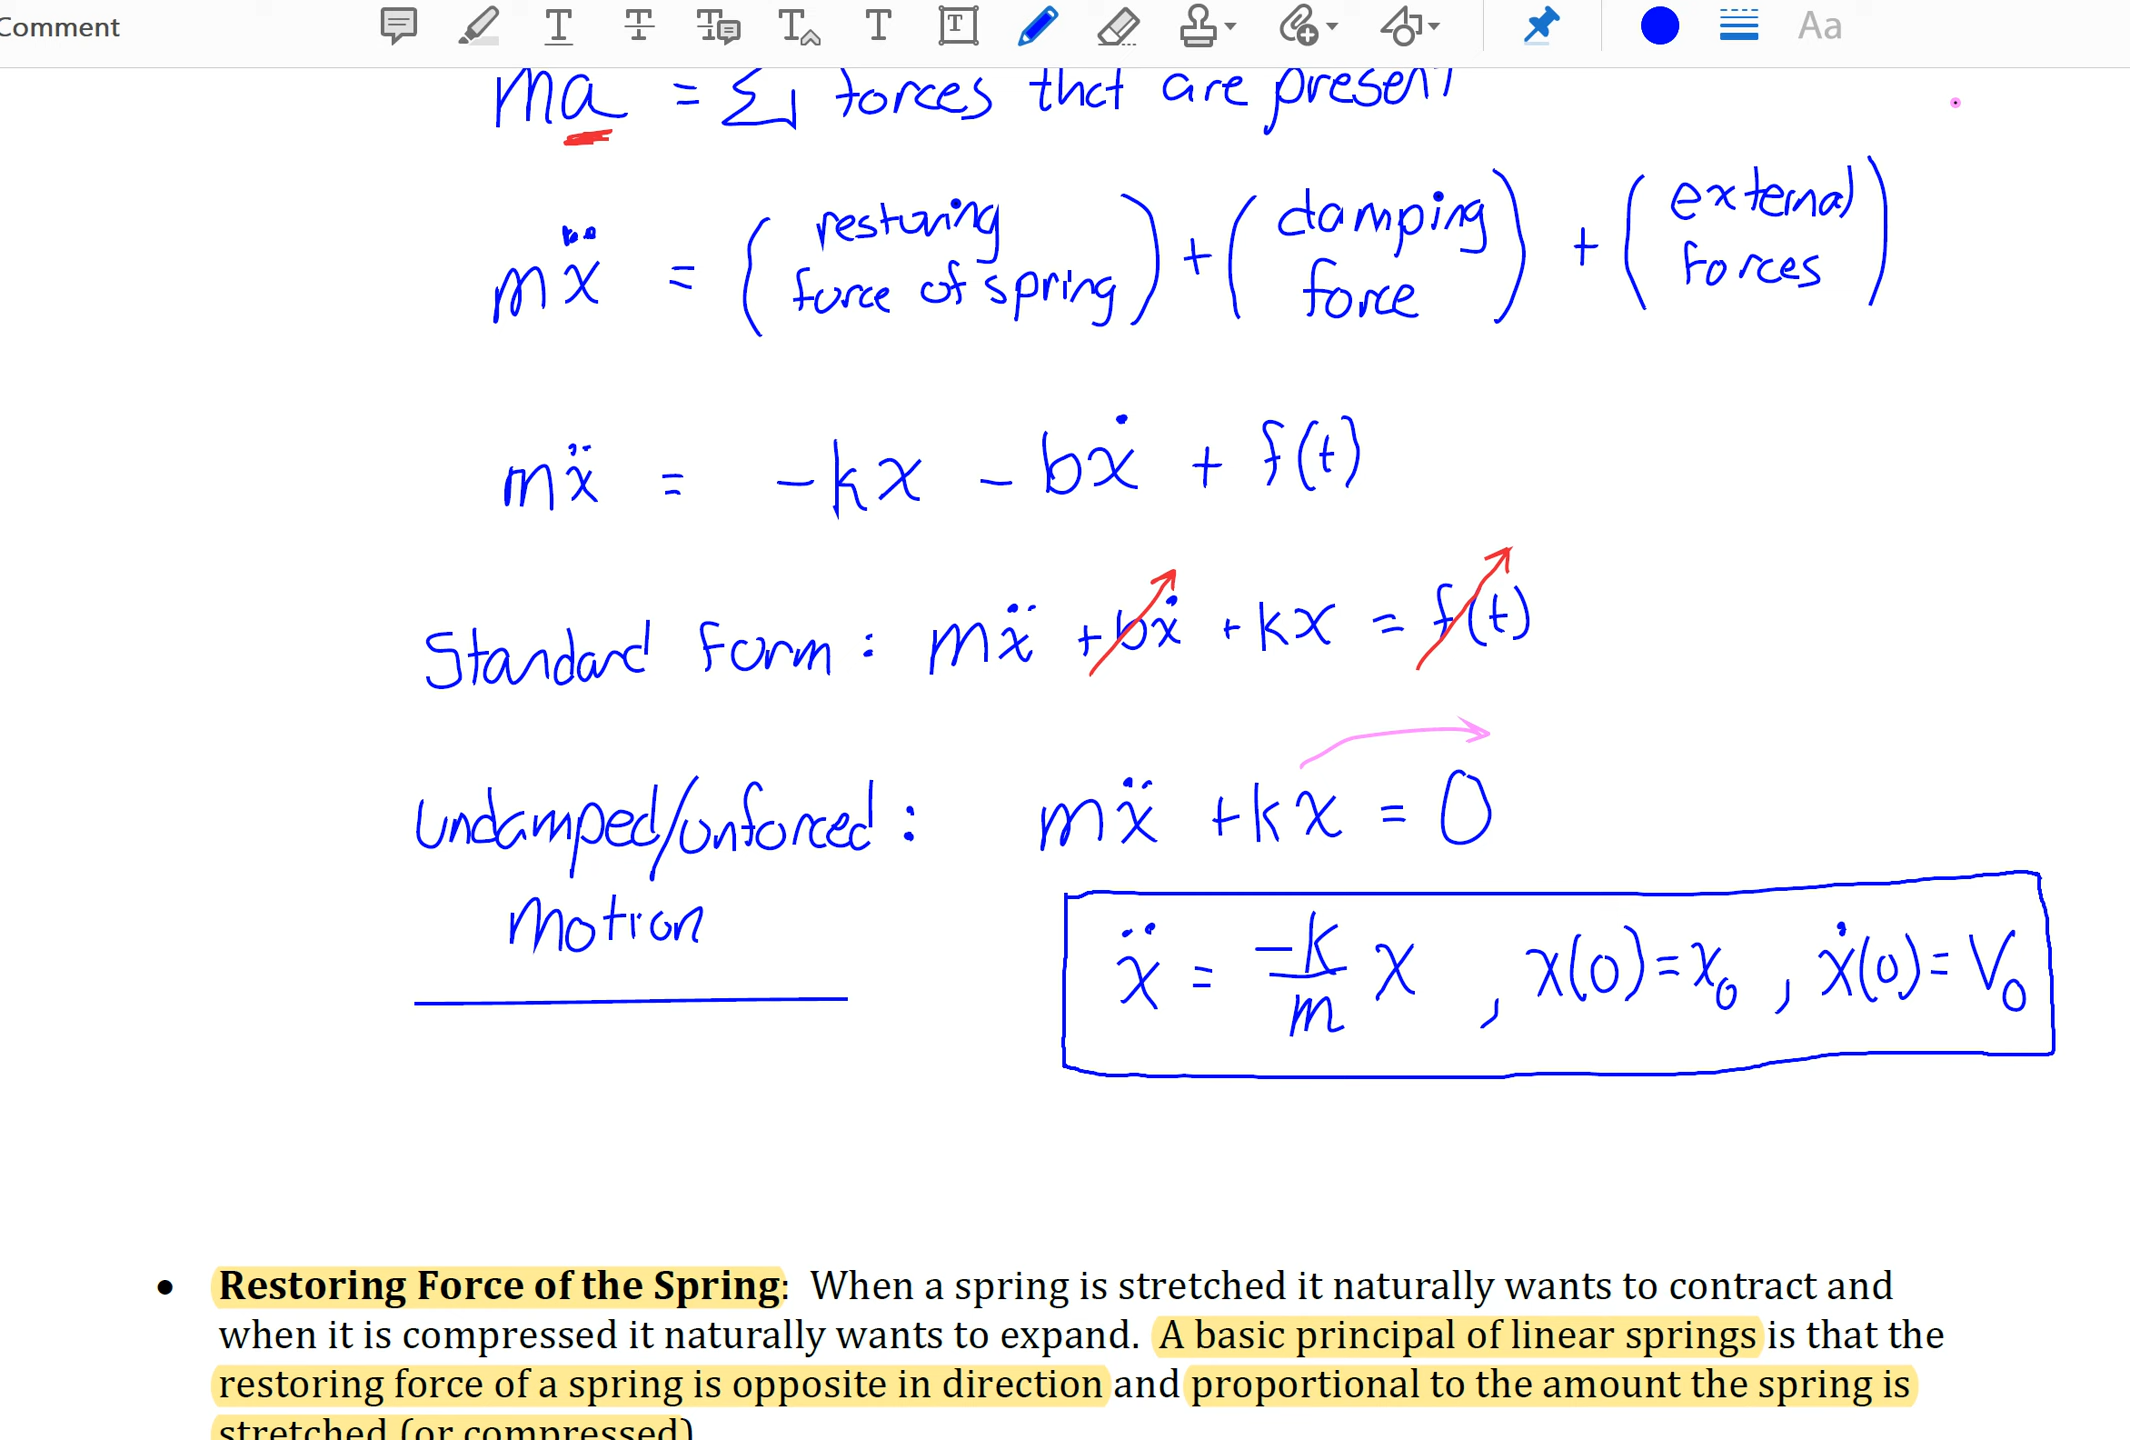 Comment
Aa
ma = Σ forces that are present
mẍ = (restoring force of spring) + (damping force) + (external forces)
mẍ = -kx - bẋ + f(t)
Standard Form : mẍ + bẋ + kx = f(t)
Undamped/unforced : mẍ + kx = 0
Motion
ẍ = -k/m x , x(0) = x₀ , ẋ(0) = V₀
• Restoring Force of the Spring: When a spring is stretched it naturally wants to contract and
when it is compressed it naturally wants to expand. A basic principal of linear springs is that the
restoring force of a spring is opposite in direction and proportional to the amount the spring is
stretched (or compressed)